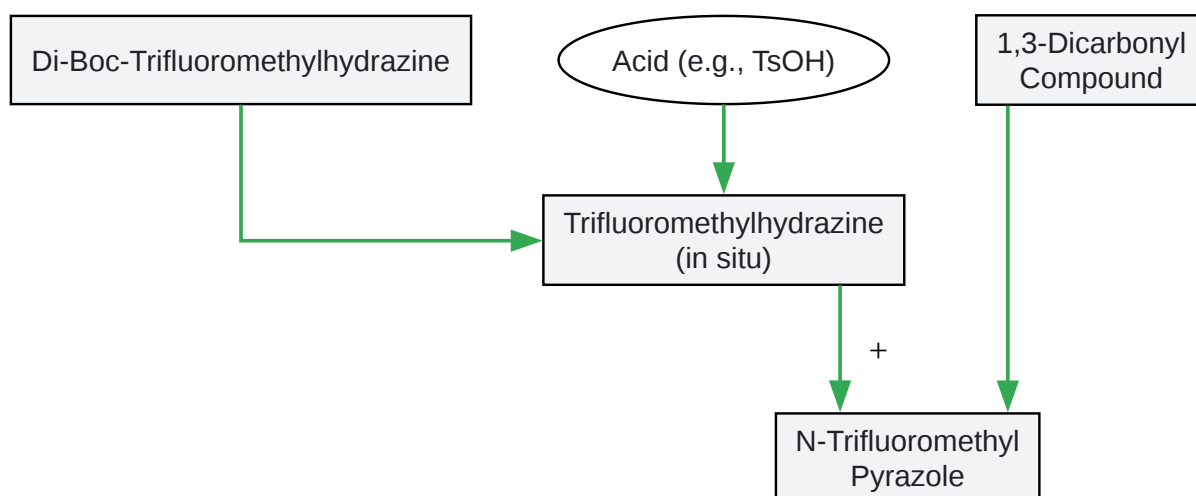 Di-Boc-Trifluoromethylhydrazine
Acid (e.g., TsOH)
1,3-Dicarbonyl
Compound
Trifluoromethylhydrazine
(in situ)
+
N-Trifluoromethyl
Pyrazole